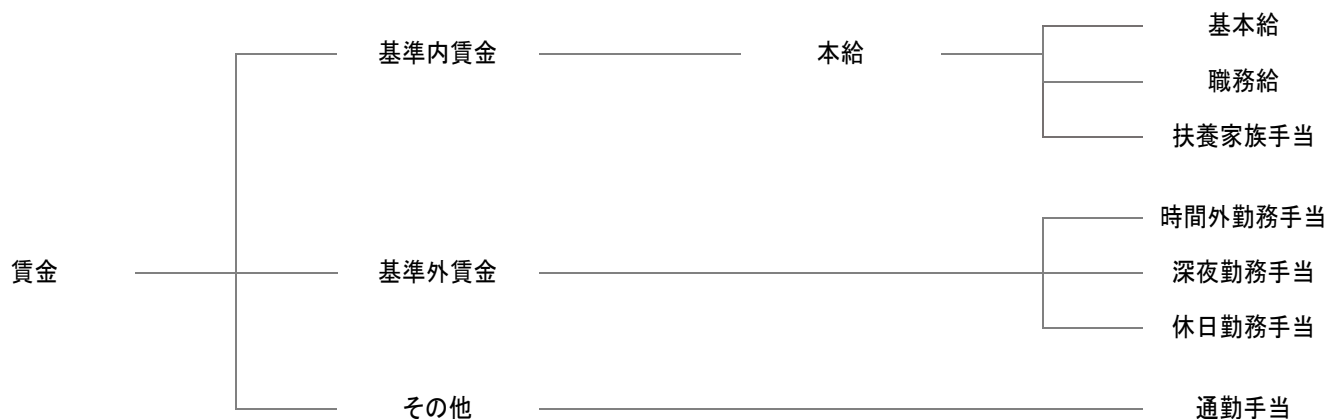 賃金
基準内賃金
本給
基本給
職務給
扶養家族手当
基準外賃金
時間外勤務手当
深夜勤務手当
休日勤務手当
その他
通勤手当